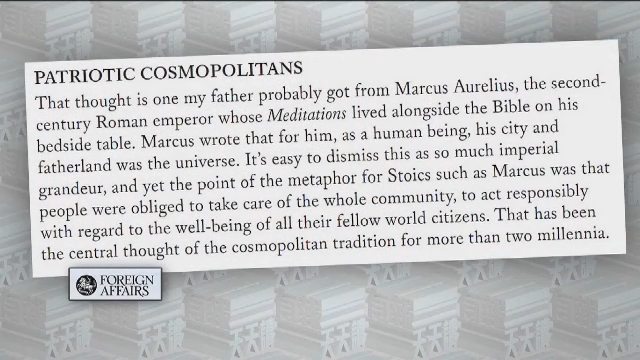 PATRIOTIC COSMOPOLITANS
That thought is one my father probably got from Marcus Aurelius, the second-
century Roman emperor whose Meditations lived alongside the Bible on his
bedside table. Marcus wrote that for him, as a human being, his city and
fatherland was the universe. It's easy to dismiss this as so much imperial
grandeur, and yet the point of the metaphor for Stoics such as Marcus was that
people were obliged to take care of the whole community, to act responsibly
with regard to the well-being of all their fellow world citizens. That has been
the central thought of the cosmopolitan tradition for more than two millennia.
FOREIGN
AFFAIRS